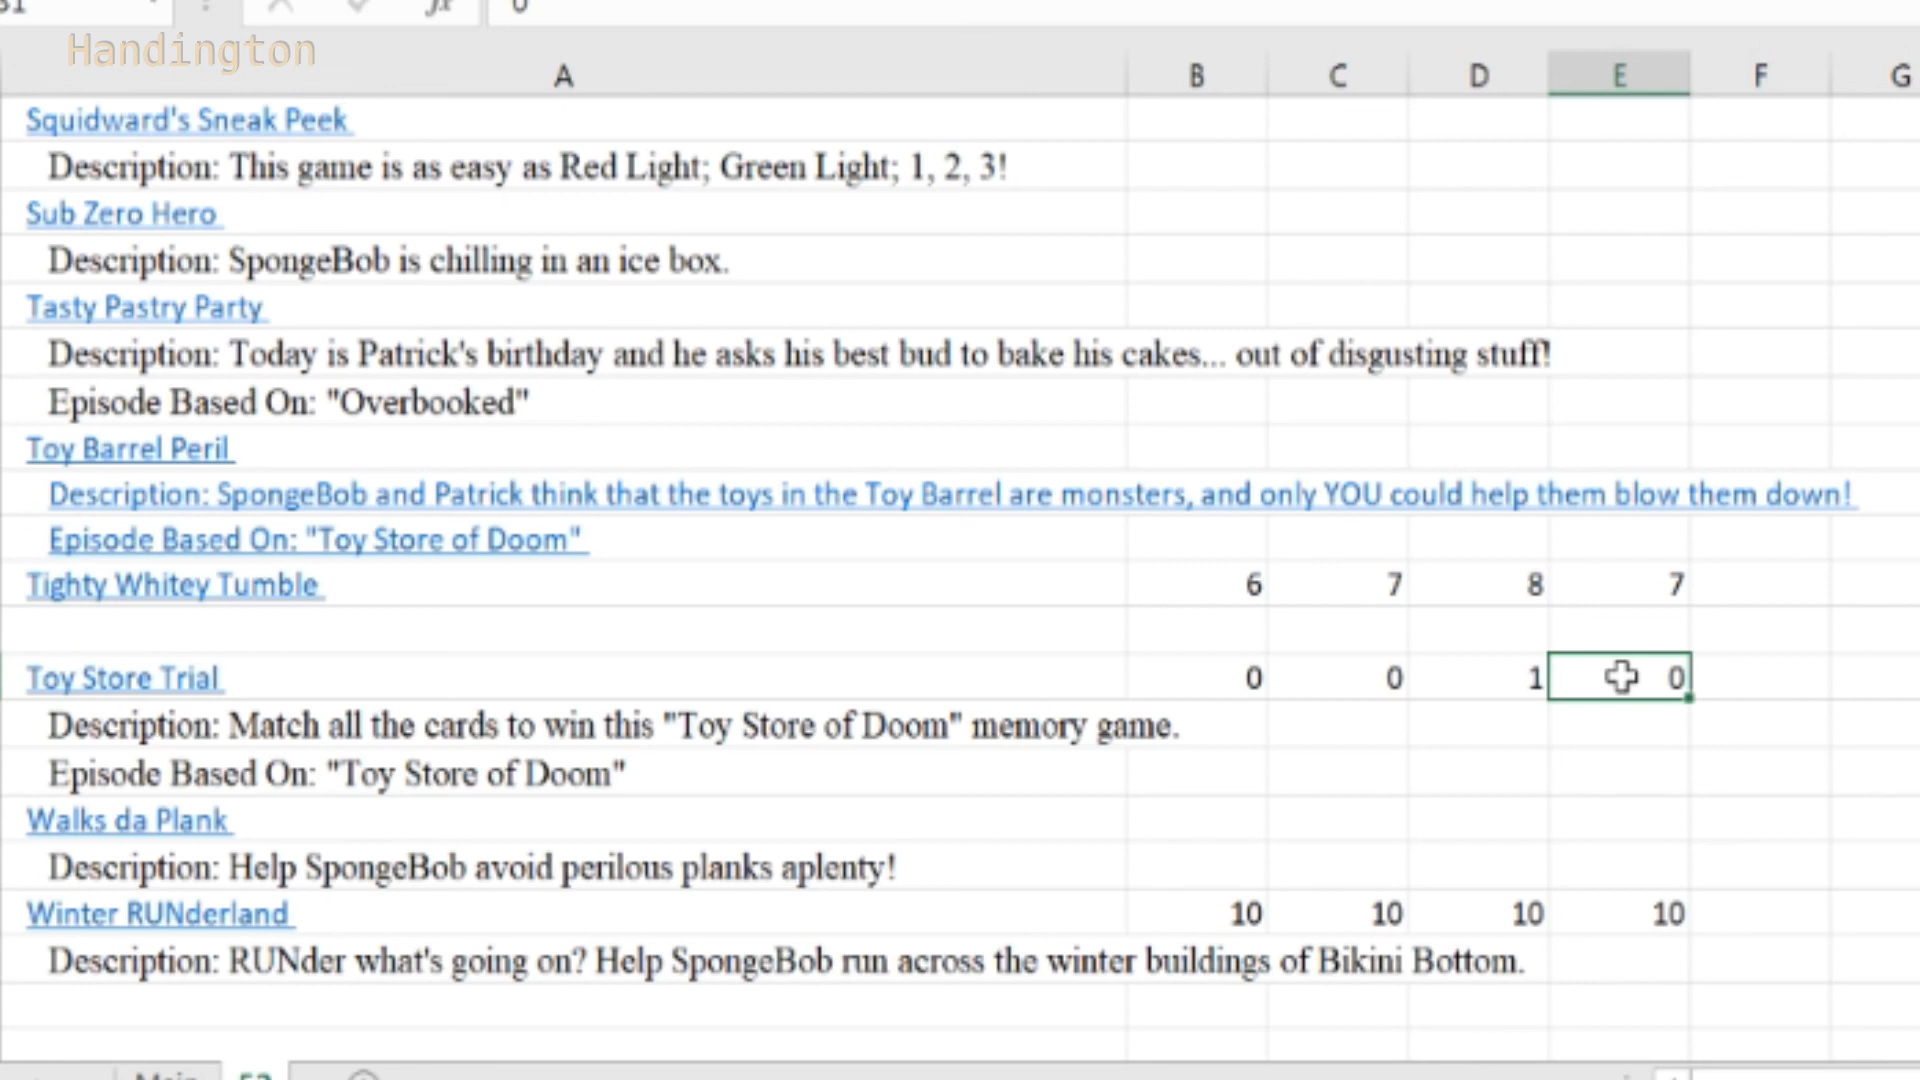 fx 0
Handington
A B C D E F G
Squidward's Sneak Peek
Description: This game is as easy as Red Light; Green Light; 1, 2, 3!
Sub Zero Hero
Description: SpongeBob is chilling in an ice box.
Tasty Pastry Party
Description: Today is Patrick's birthday and he asks his best bud to bake his cakes... out of disgusting stuff!
Episode Based On: "Overbooked"
Toy Barrel Peril
Description: SpongeBob and Patrick think that the toys in the Toy Barrel are monsters, and only YOU could help them blow them down!
Episode Based On: "Toy Store of Doom"
Tighty Whitey Tumble 6 7 8 7
Toy Store Trial 0 0 1 0
Description: Match all the cards to win this "Toy Store of Doom" memory game.
Episode Based On: "Toy Store of Doom"
Walks da Plank
Description: Help SpongeBob avoid perilous planks aplenty!
Winter RUNderland 10 10 10 10
Description: RUNder what's going on? Help SpongeBob run across the winter buildings of Bikini Bottom.
Main